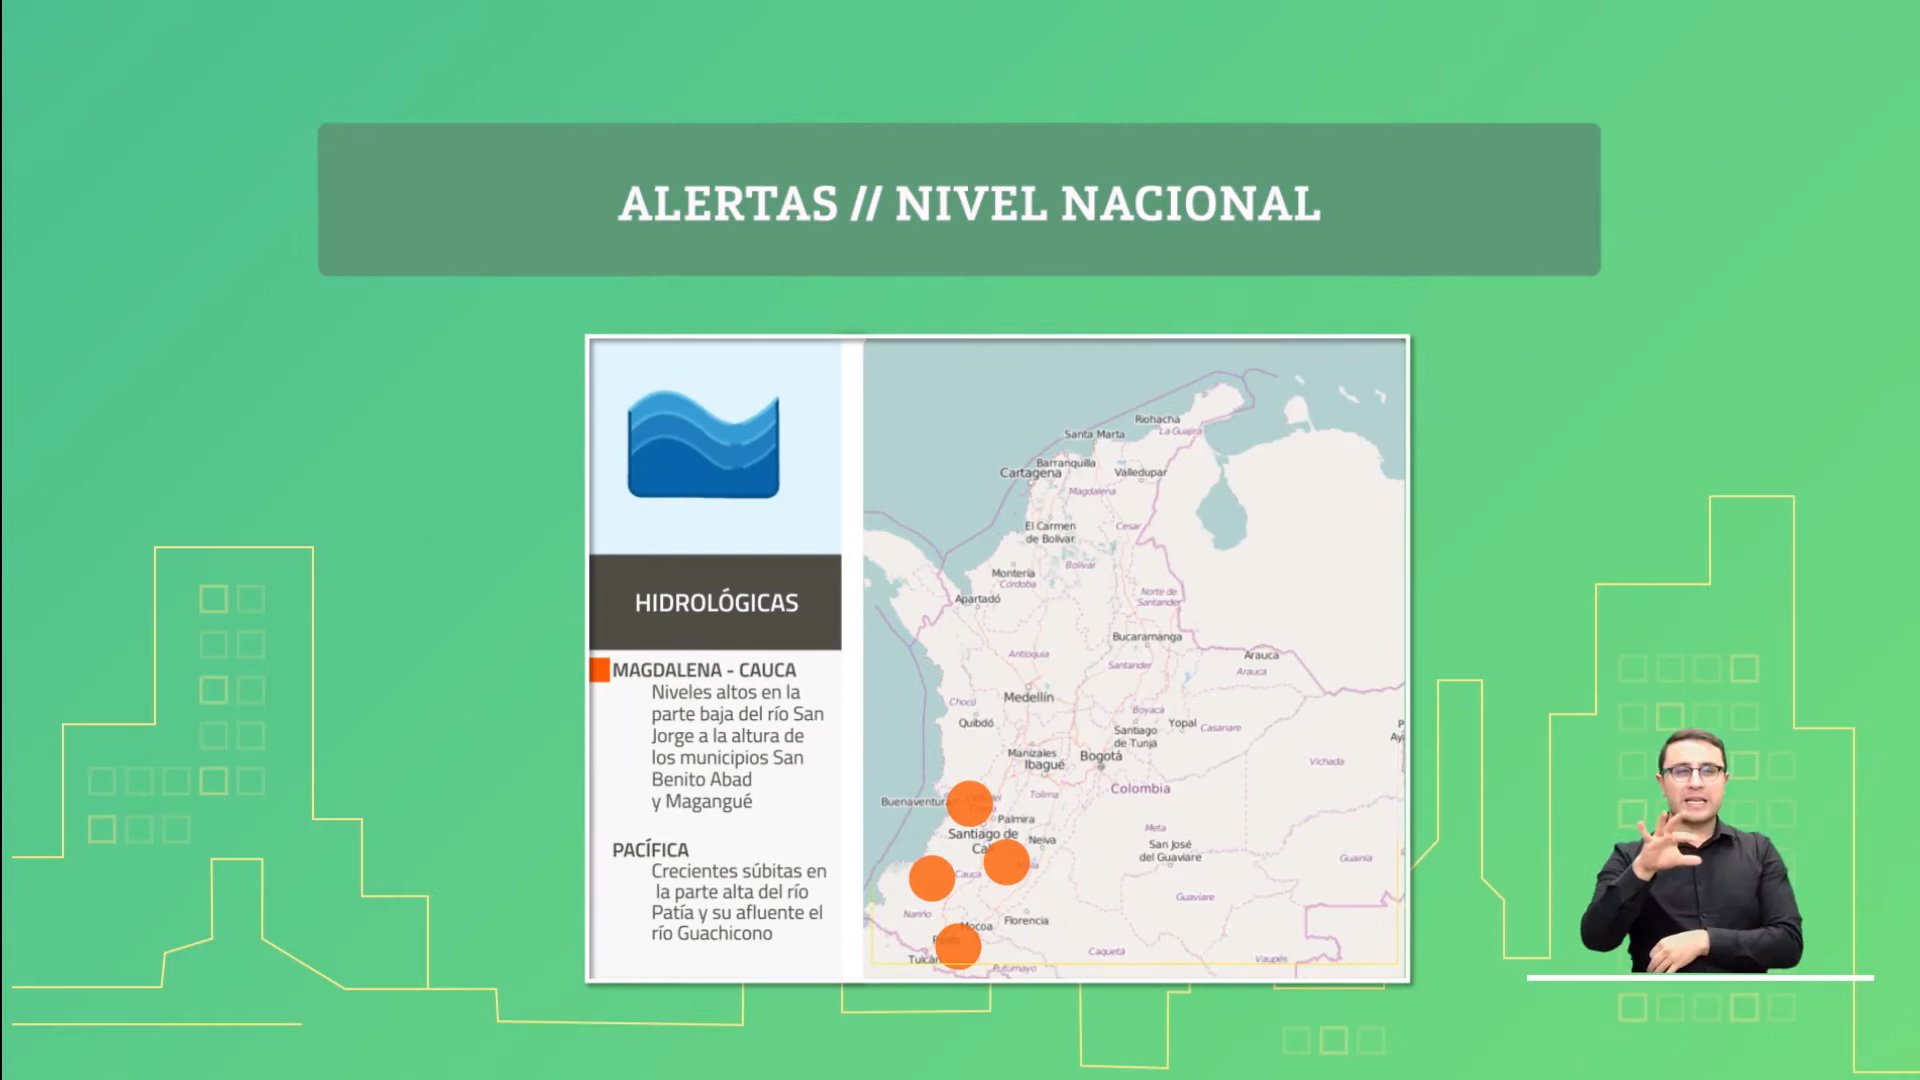 ALERTAS // NIVEL NACIONAL
HIDROLÓGICAS
MAGDALENA - CAUCA
Niveles altos en la
parte baja del río San
Jorge a la altura de
los municipios San
Benito Abad
y Magangué
PACÍFICA
Crecientes súbitas en
la parte alta del río
Patía y su afluente el
río Guachicono
Riohacha
La Guajira
Santa Marta
Barranquilla
Cartagena
Valledupar
Magdalena
El Carmen
de Bolívar
Cesar
Bolívar
Montería
Córdoba
Apartadó
Norte de
Santander
Bucaramanga
Antioquia
Santander
Arauca
Arauca
Medellín
Chocó
Quibdó
Boyacá
Santiago
de Tunja
Yopal
Casanare
Manizales
Ibagué
Bogotá
Vichada
Colombia
Tolima
Buenaventura
Palmira
Santiago de
Neiva
Meta
San José
del Guaviare
Guainía
Cauca
Guaviare
Nariño
Mocoa
Florencia
Caquetá
Vaupés
Tulcán
Putumayo